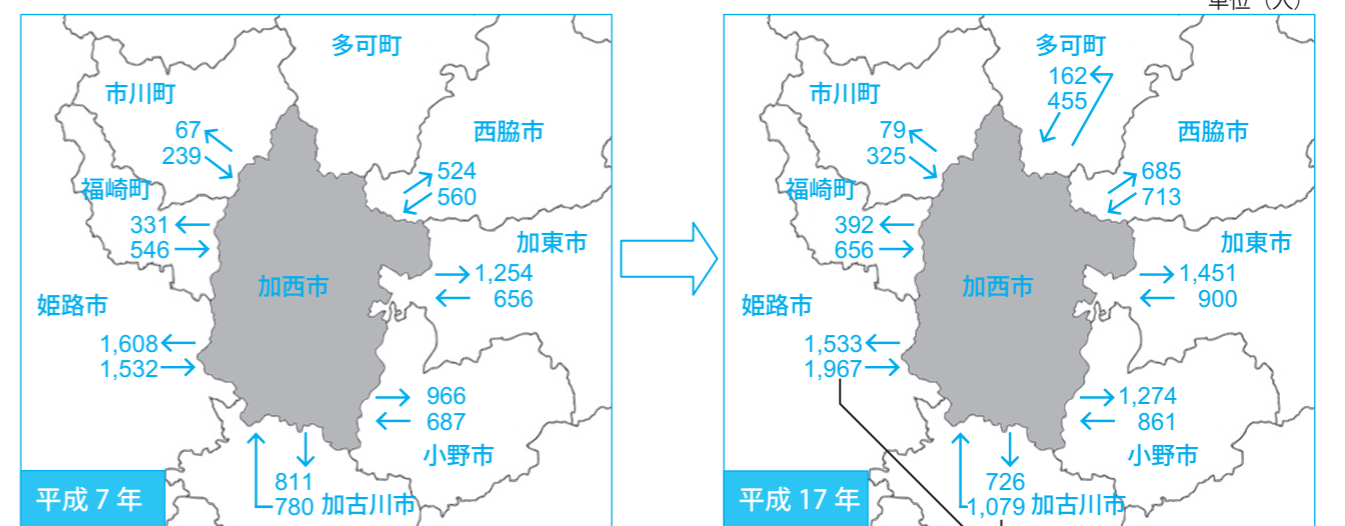 単位（人）
多可町
市川町
67
239
西脇市
524
560
福崎町
331
546
加東市
1,254
656
加西市
姫路市
1,608
1,532
966
687
小野市
811
780
加古川市
平成7年
多可町
162
455
市川町
79
325
西脇市
685
713
福崎町
392
656
加東市
1,451
900
加西市
姫路市
1,533
1,967
1,274
861
小野市
726
1,079
加古川市
平成17年